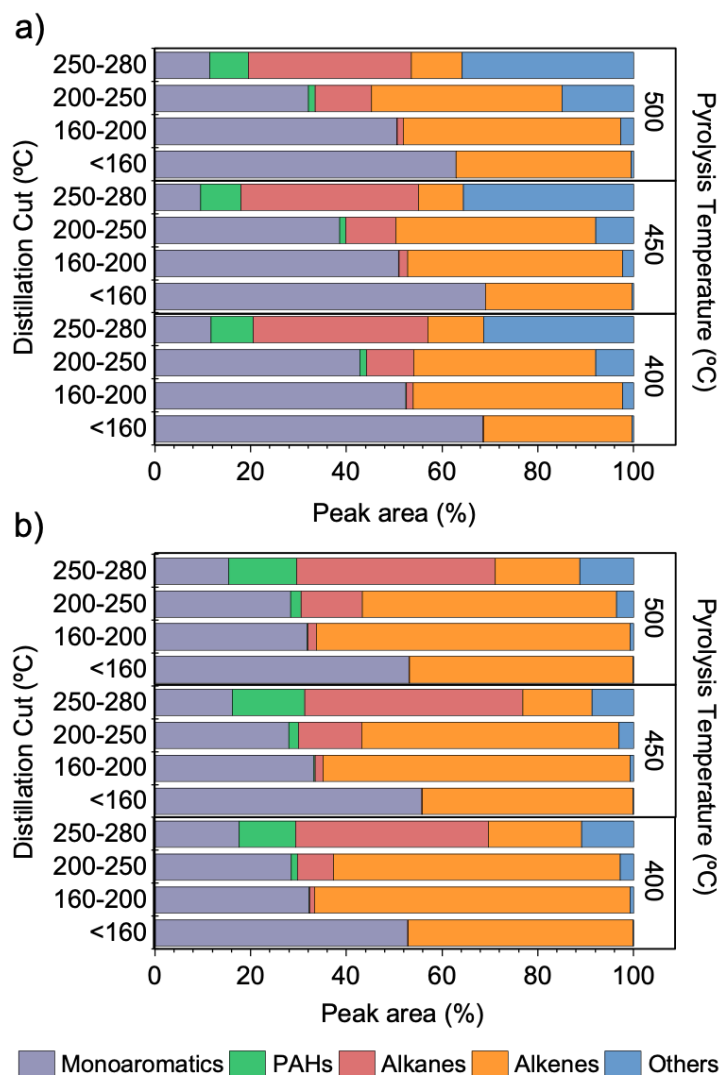 a)
Distillation Cut (ºC)
250-280
200-250
160-200
<160
500
250-280
200-250
160-200
<160
450
250-280
200-250
160-200
<160
400
Pyrolysis Temperature (ºC)
0 20 40 60 80 100
Peak area (%)
b)
Distillation Cut (ºC)
250-280
200-250
160-200
<160
500
250-280
200-250
160-200
<160
450
250-280
200-250
160-200
<160
400
Pyrolysis Temperature (ºC)
0 20 40 60 80 100
Peak area (%)
Monoaromatics PAHs Alkanes Alkenes Others